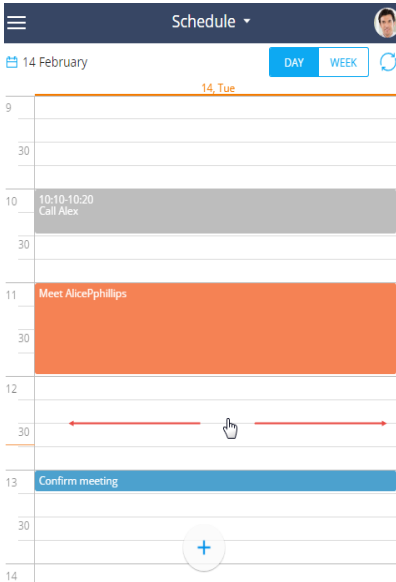 Schedule
14 February
DAY
WEEK
14, Tue
9
30
10
10:10-10:20
Call Alex
30
11
Meet AlicePphillips
30
12
30
13
Confirm meeting
30
14